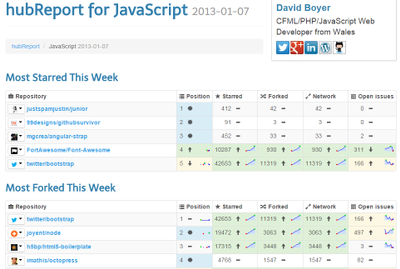 hubReport for JavaScript 2013-01-07
David Boyer
CFML/PHP/JavaScript Web
Developer from Wales
hubReport / JavaScript 2013-01-07
Most Starred This Week
Repository Position Starred Forked Network Open issues
justspamjustin/junior 1 412 42 42 0
99designs/githubsurvivor 2 91 3 3 0
mgcrea/angular-strap 3 452 33 33 2
FortAwesome/Font-Awesome 4 10287 930 930 311
twitter/bootstrap 5 42653 11319 11319 166
Most Forked This Week
Repository Position Starred Forked Network Open issues
twitter/bootstrap 1 42653 11319 11319 166
joyent/node 2 19472 3063 3063 497
h5bp/html5-boilerplate 3 17315 3448 3448 3
imathis/octopress 4 4766 1547 1547 82